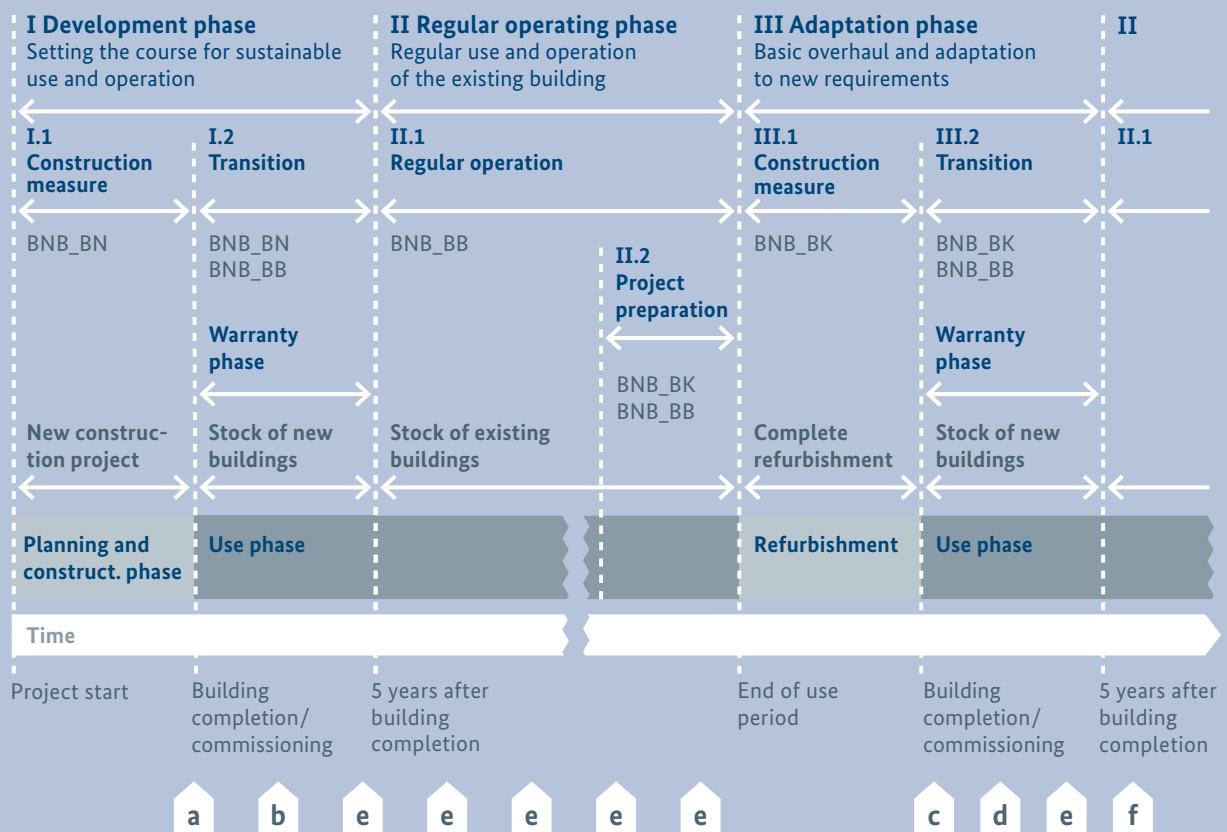 I Development phase
Setting the course for sustainable
use and operation
II Regular operating phase
Regular use and operation
of the existing building
III Adaptation phase
Basic overhaul and adaptation
to new requirements
II
I.1
Construction
measure
I.2
Transition
II.1
Regular operation
III.1
Construction
measure
III.2
Transition
II.1
BNB_BN
BNB_BN
BNB_BB
BNB_BB
II.2
Project
preparation
BNB_BK
BNB_BB
BNB_BK
BNB_BK
BNB_BB
Warranty
phase
Warranty
phase
New construc-
tion project
Stock of new
buildings
Stock of existing
buildings
Complete
refurbishment
Stock of new
buildings
Planning and
construct. phase
Use phase
Refurbishment
Use phase
Time
Project start
Building
completion/
commissioning
5 years after
building
completion
End of use
period
Building
completion/
commissioning
5 years after
building
completion
a b e e e e e c d e f